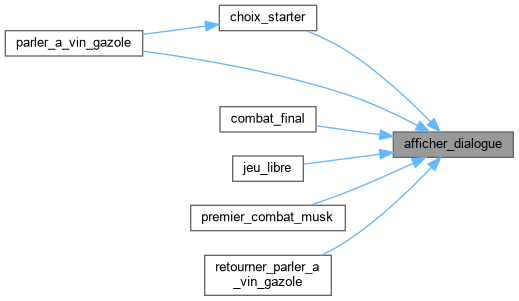 choix_starter
parler_a_vin_gazole
combat_final
afficher_dialogue
jeu_libre
premier_combat_musk
retourner_parler_a
_vin_gazole